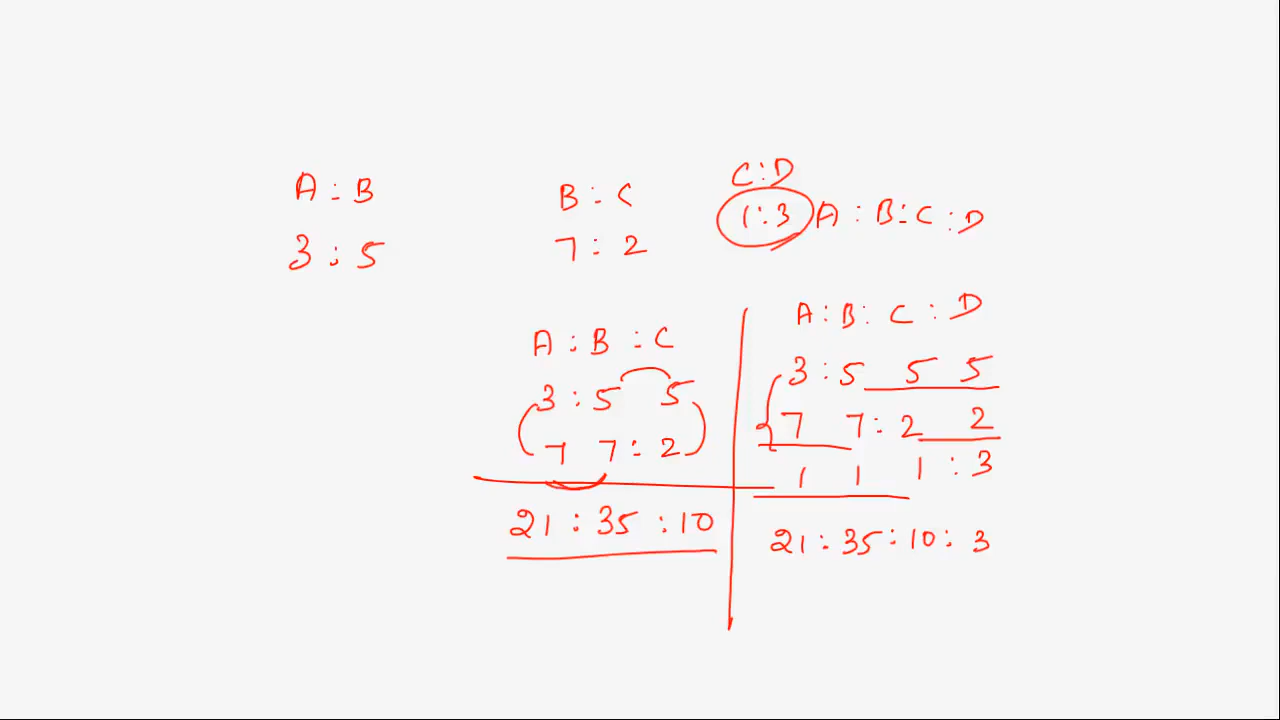 A : B
3 : 5
B : C
7 : 2
C : D
1 : 3
A : B : C : D
A : B : C
3 : 5 5
7 7 : 2
21 : 35 : 10
A : B : C : D
3 : 5 5 5
7 7 : 2 2
1 1 1 : 3
21 : 35 : 10 : 3